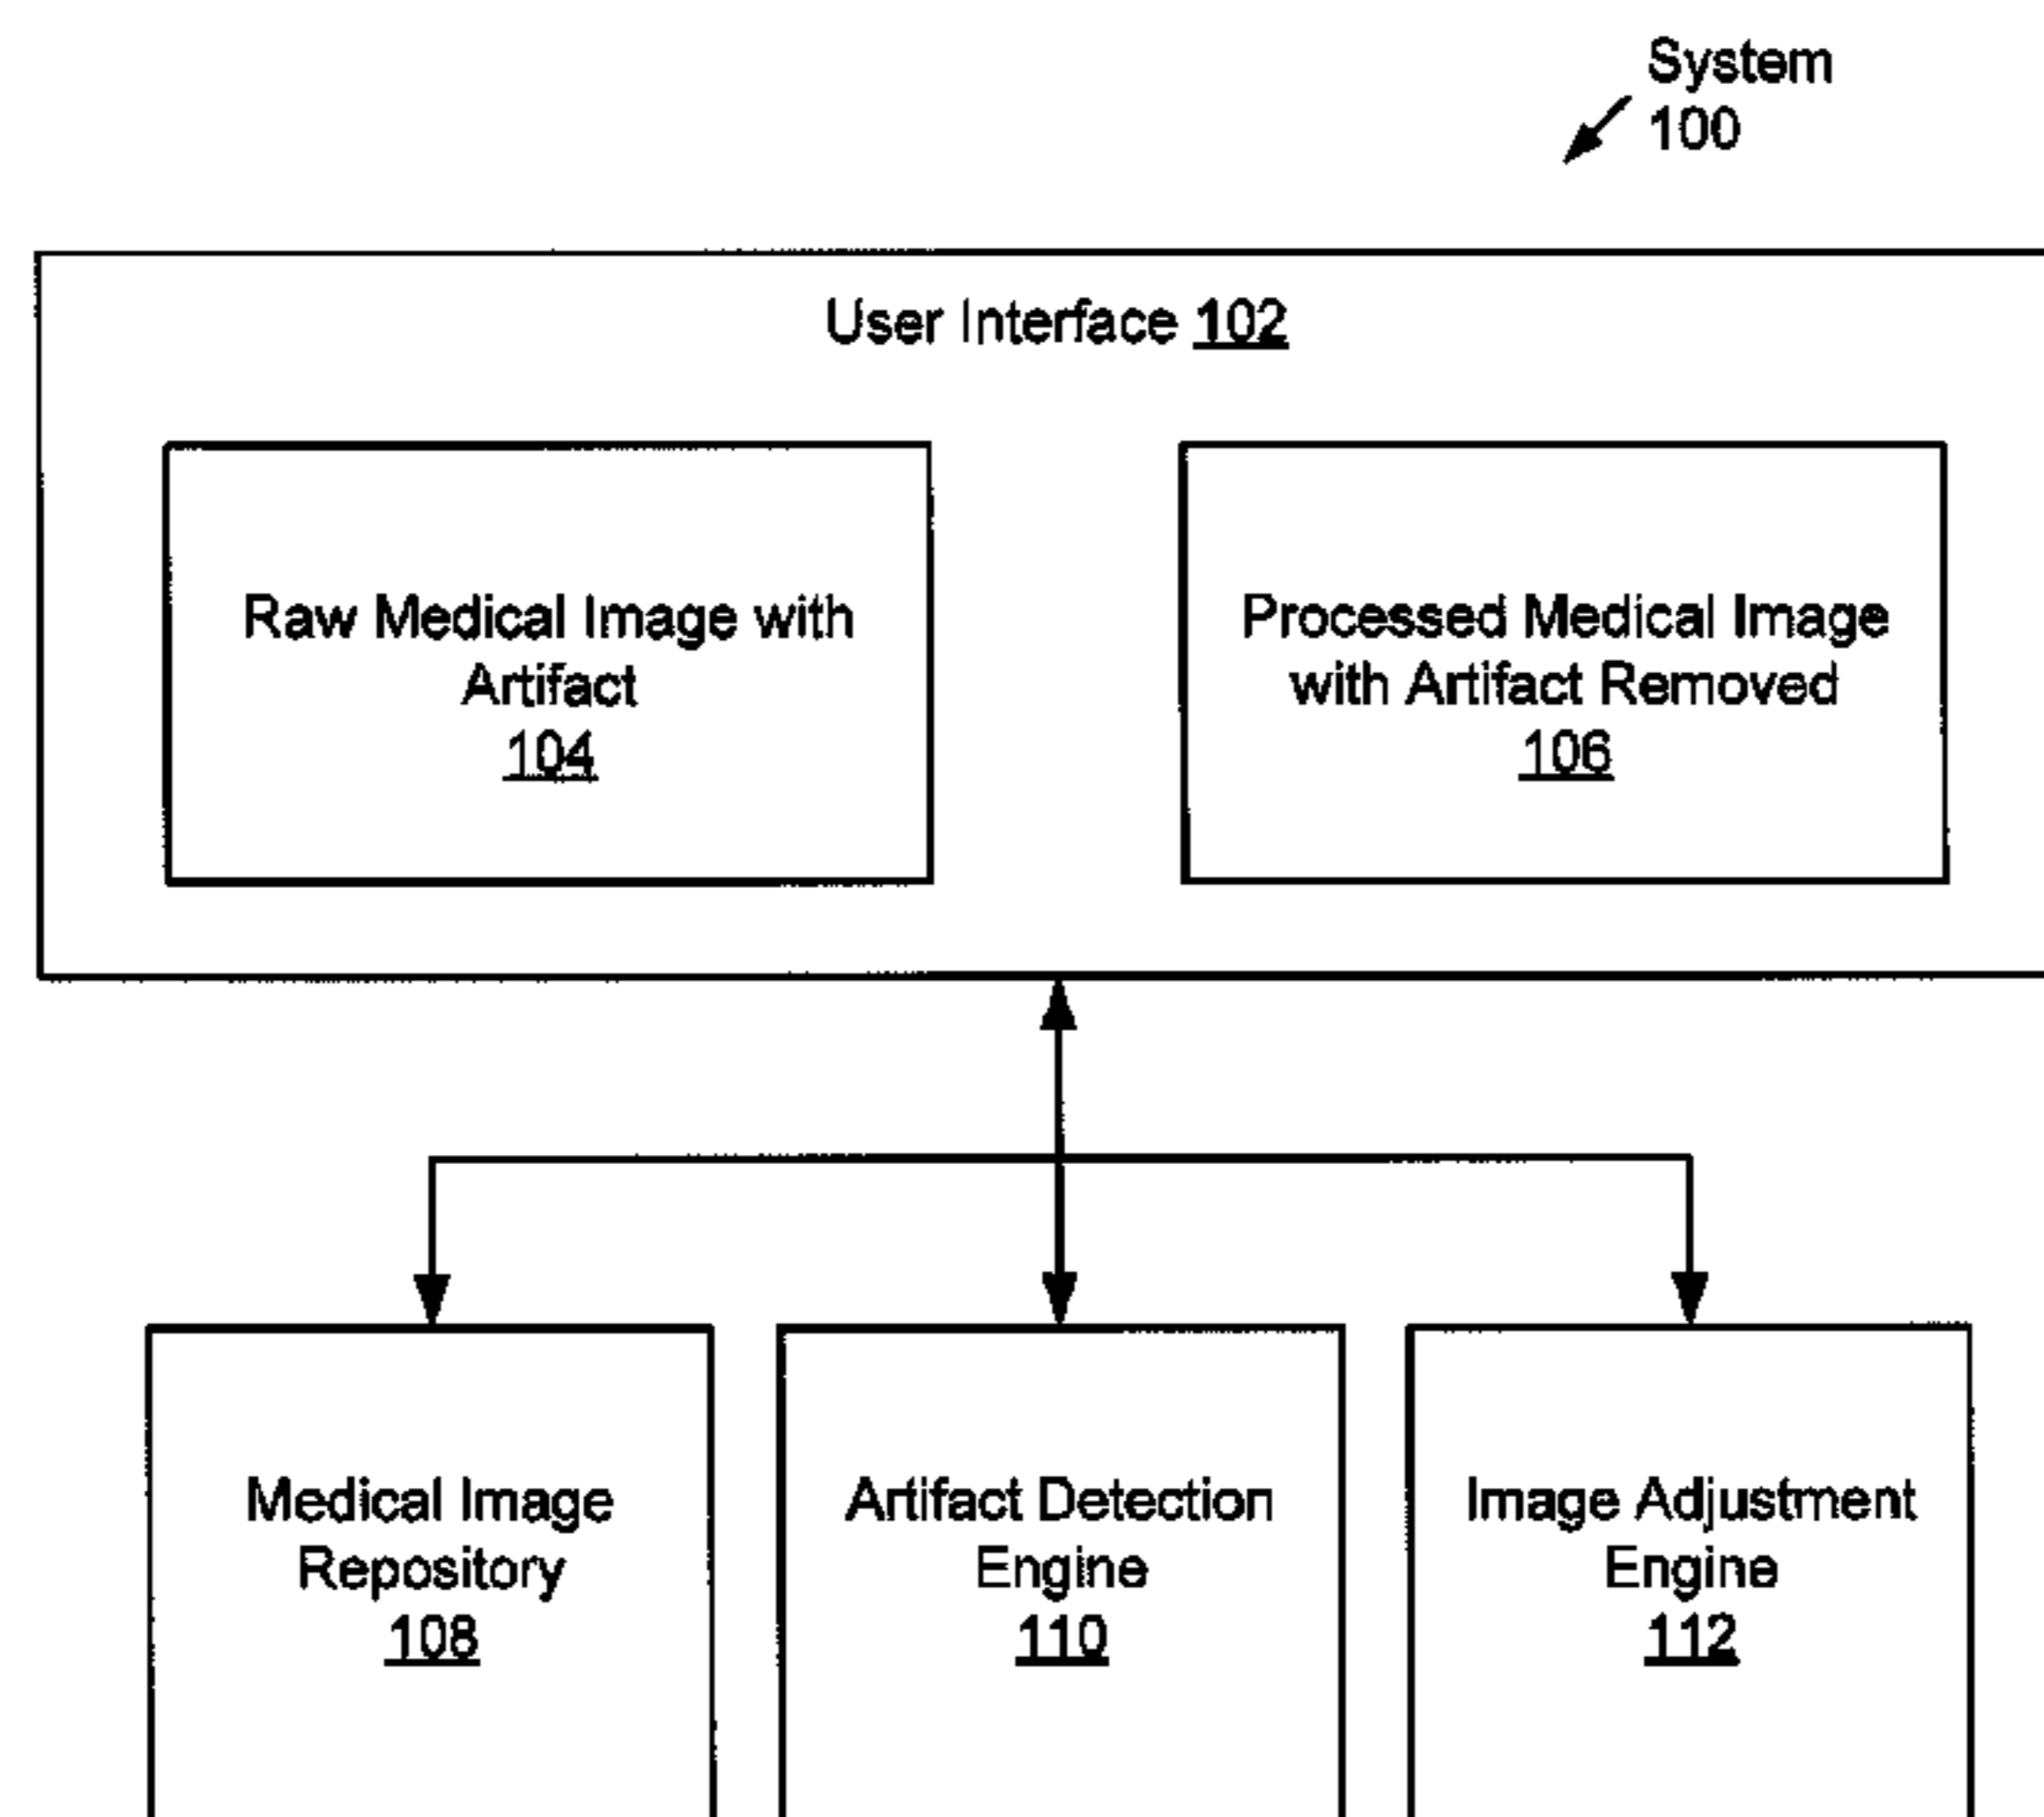 System
100
User Interface 102
Raw Medical Image with
Artifact
104
Processed Medical Image
with Artifact Removed
106
Medical Image
Repository
108
Artifact Detection
Engine
110
Image Adjustment
Engine
112